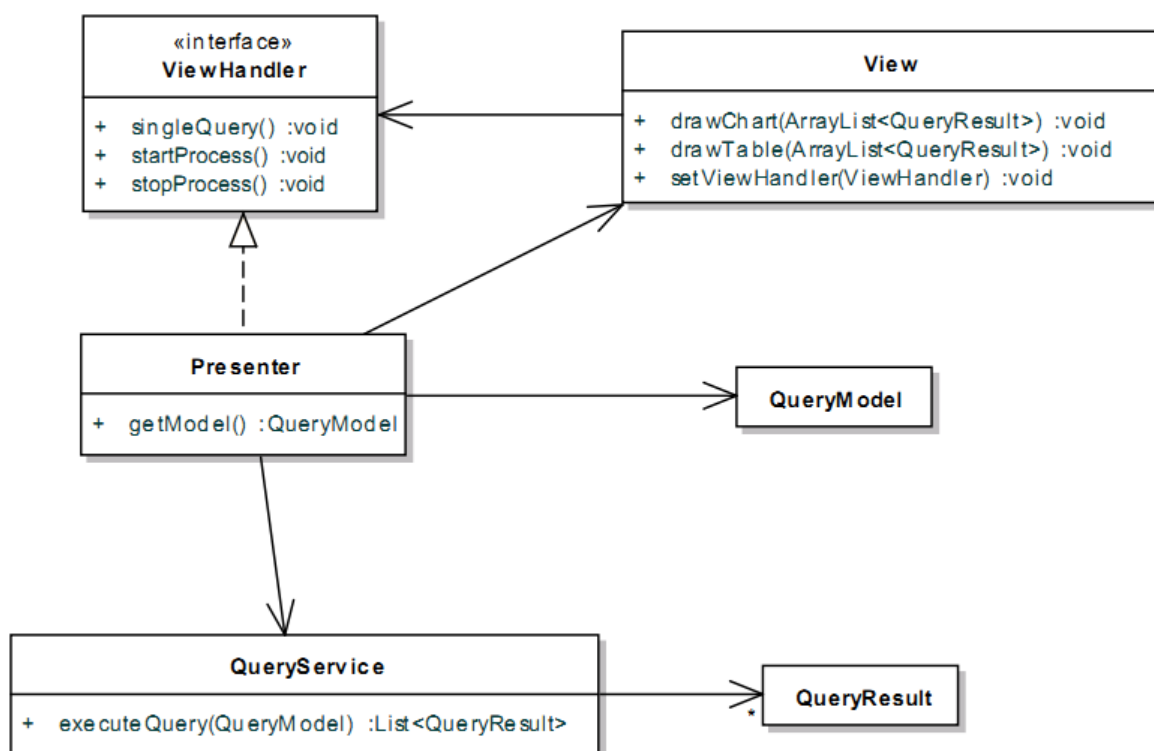 «interface»
ViewHandler
+ singleQuery() :void
+ startProcess() :void
+ stopProcess() :void
View
+ drawChart(ArrayList<QueryResult>) :void
+ drawTable(ArrayList<QueryResult>) :void
+ setViewHandler(ViewHandler) :void
Presenter
+ getModel() :QueryModel
QueryModel
QueryService
+ executeQuery(QueryModel) :List<QueryResult>
QueryResult
*